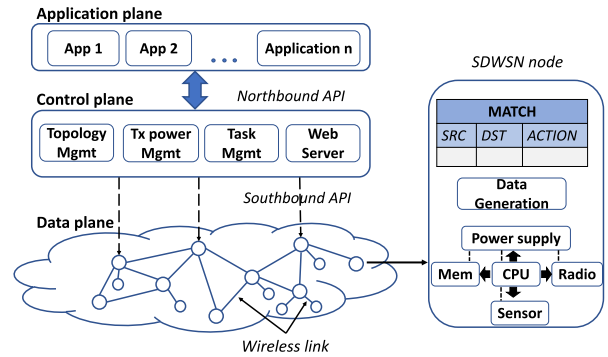 Application plane
App 1
App 2
...
Application n
Northbound API
Control plane
Topology
Mgmt
Tx power
Mgmt
Task
Mgmt
Web
Server
Southbound API
Data plane
Wireless link
SDWSN node
MATCH
SRC
DST
ACTION
Data
Generation
Power supply
Mem
CPU
Radio
Sensor